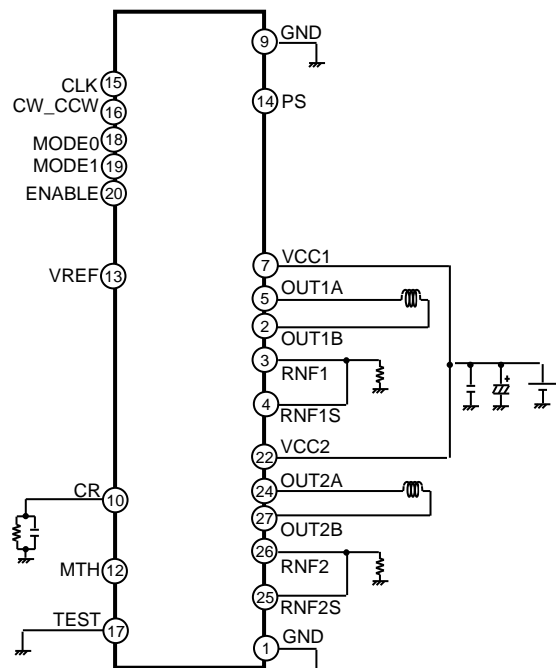 9 GND
15 CLK
14 PS
CW_CCW 16
MODE0 18
MODE1 19
ENABLE 20
7 VCC1
VREF 13
5 OUT1A
2 OUT1B
3 RNF1
4 RNF1S
22 VCC2
+
CR 10
24 OUT2A
27 OUT2B
26 RNF2
MTH 12
25 RNF2S
TEST 17
1 GND